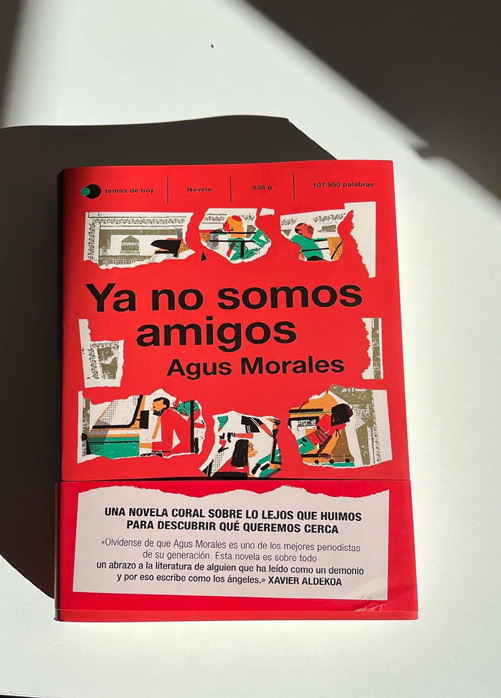 temas de hoy
Novela
538 g
107 950 palabras
Ya no somos
amigos
Agus Morales
UNA NOVELA CORAL SOBRE LO LEJOS QUE HUIMOS
PARA DESCUBRIR QUÉ QUEREMOS CERCA
«Olvídense de que Agus Morales es uno de los mejores periodistas
de su generación. Esta novela es sobre todo
un abrazo a la literatura de alguien que ha leído como un demonio
y por eso escribe como los ángeles.» XAVIER ALDEKOA